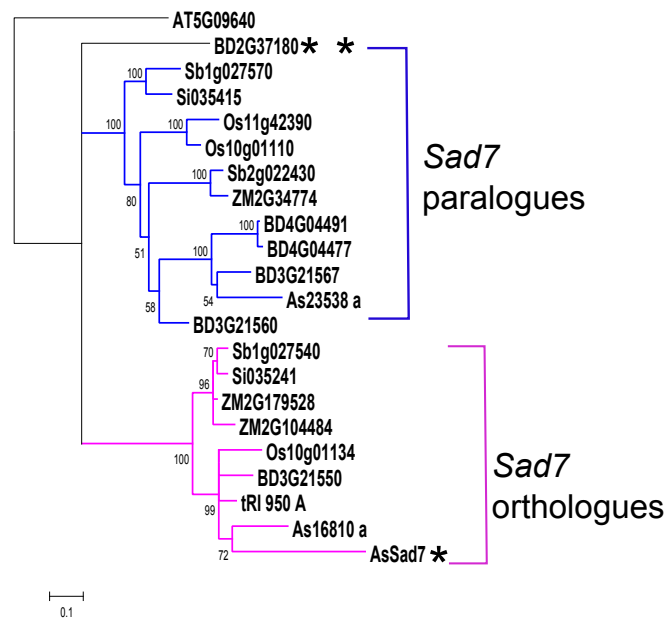 AT5G09640
BD2G37180 * *
100
Sb1g027570
Si035415
100
100
Os11g42390
Os10g01110
80
100
Sb2g022430
ZM2G34774
51
100
BD4G04491
BD4G04477
100
BD3G21567
54
As23538 a
58
BD3G21560
Sad7
paralogues
70
Sb1g027540
Si035241
96
ZM2G179528
ZM2G104484
100
Os10g01134
BD3G21550
99
tRI 950 A
As16810 a
72
AsSad7 *
Sad7
orthologues
0.1